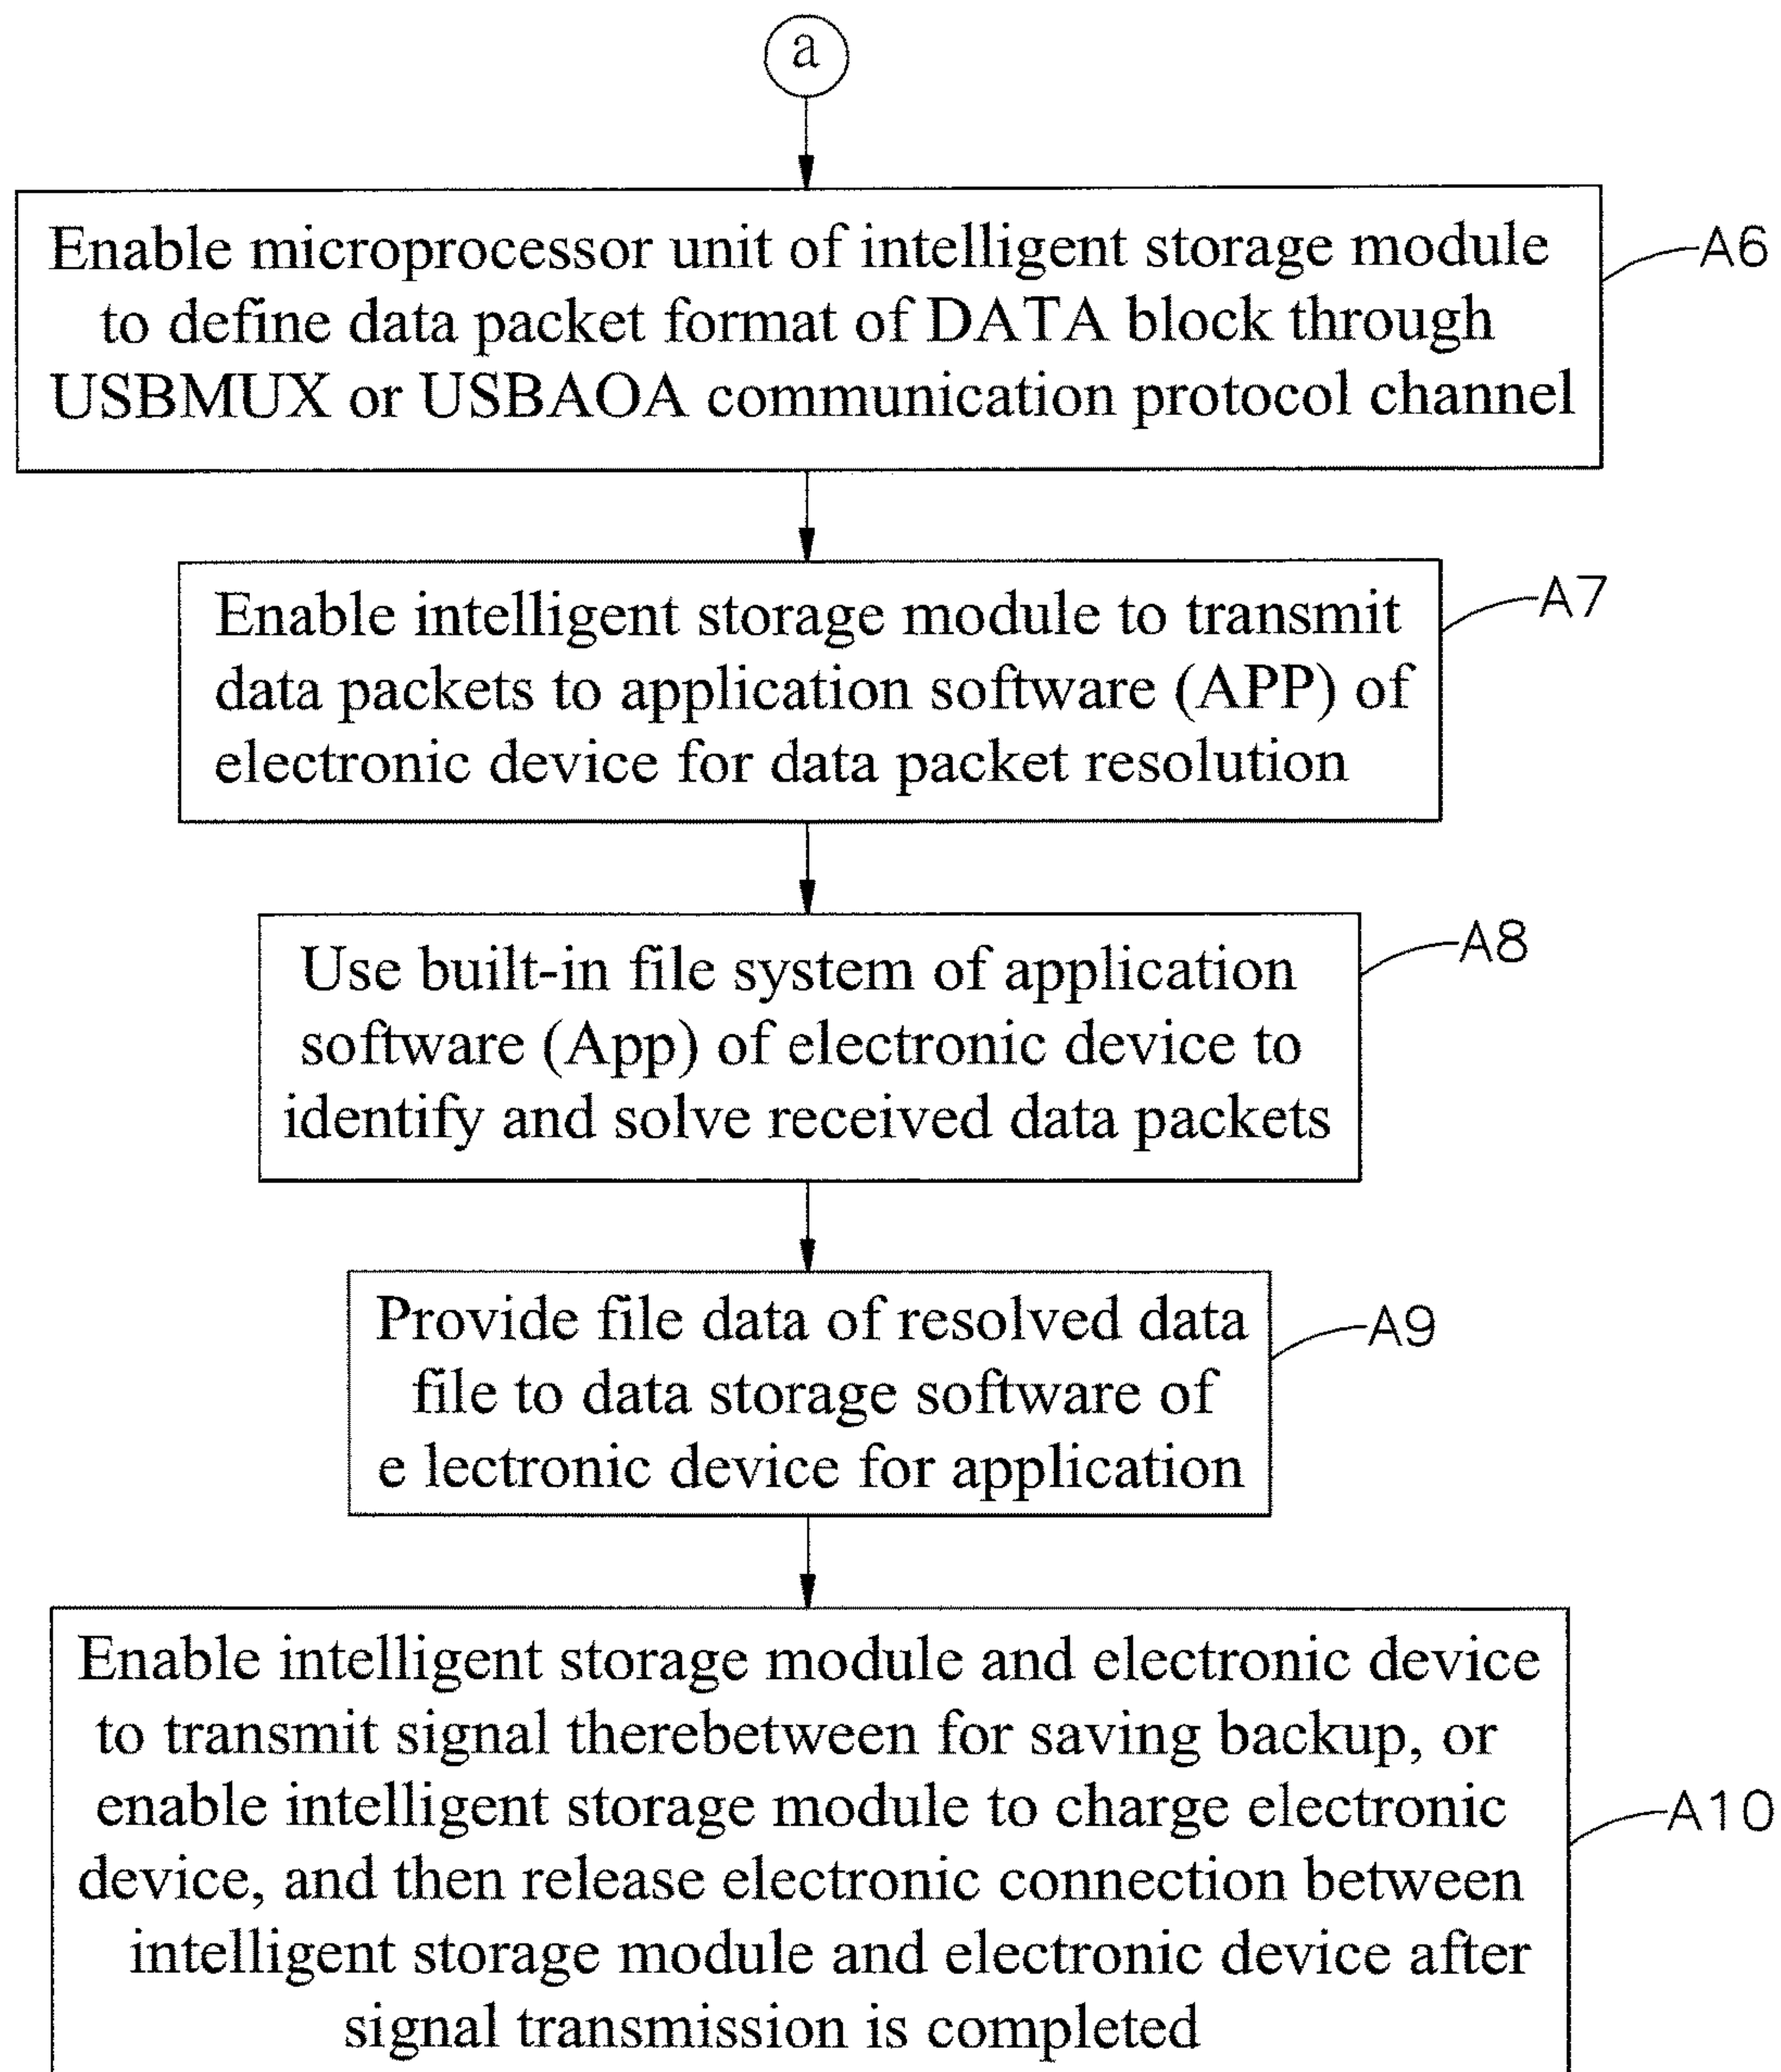 a
Enable microprocessor unit of intelligent storage module
to define data packet format of DATA block through
USBMUX or USBAOA communication protocol channel
A6
Enable intelligent storage module to transmit
data packets to application software (APP) of
electronic device for data packet resolution
A7
Use built-in file system of application
software (App) of electronic device to
identify and solve received data packets
A8
Provide file data of resolved data
file to data storage software of
e lectronic device for application
A9
Enable intelligent storage module and electronic device
to transmit signal therebetween for saving backup, or
enable intelligent storage module to charge electronic
device, and then release electronic connection between
intelligent storage module and electronic device after
signal transmission is completed
A10